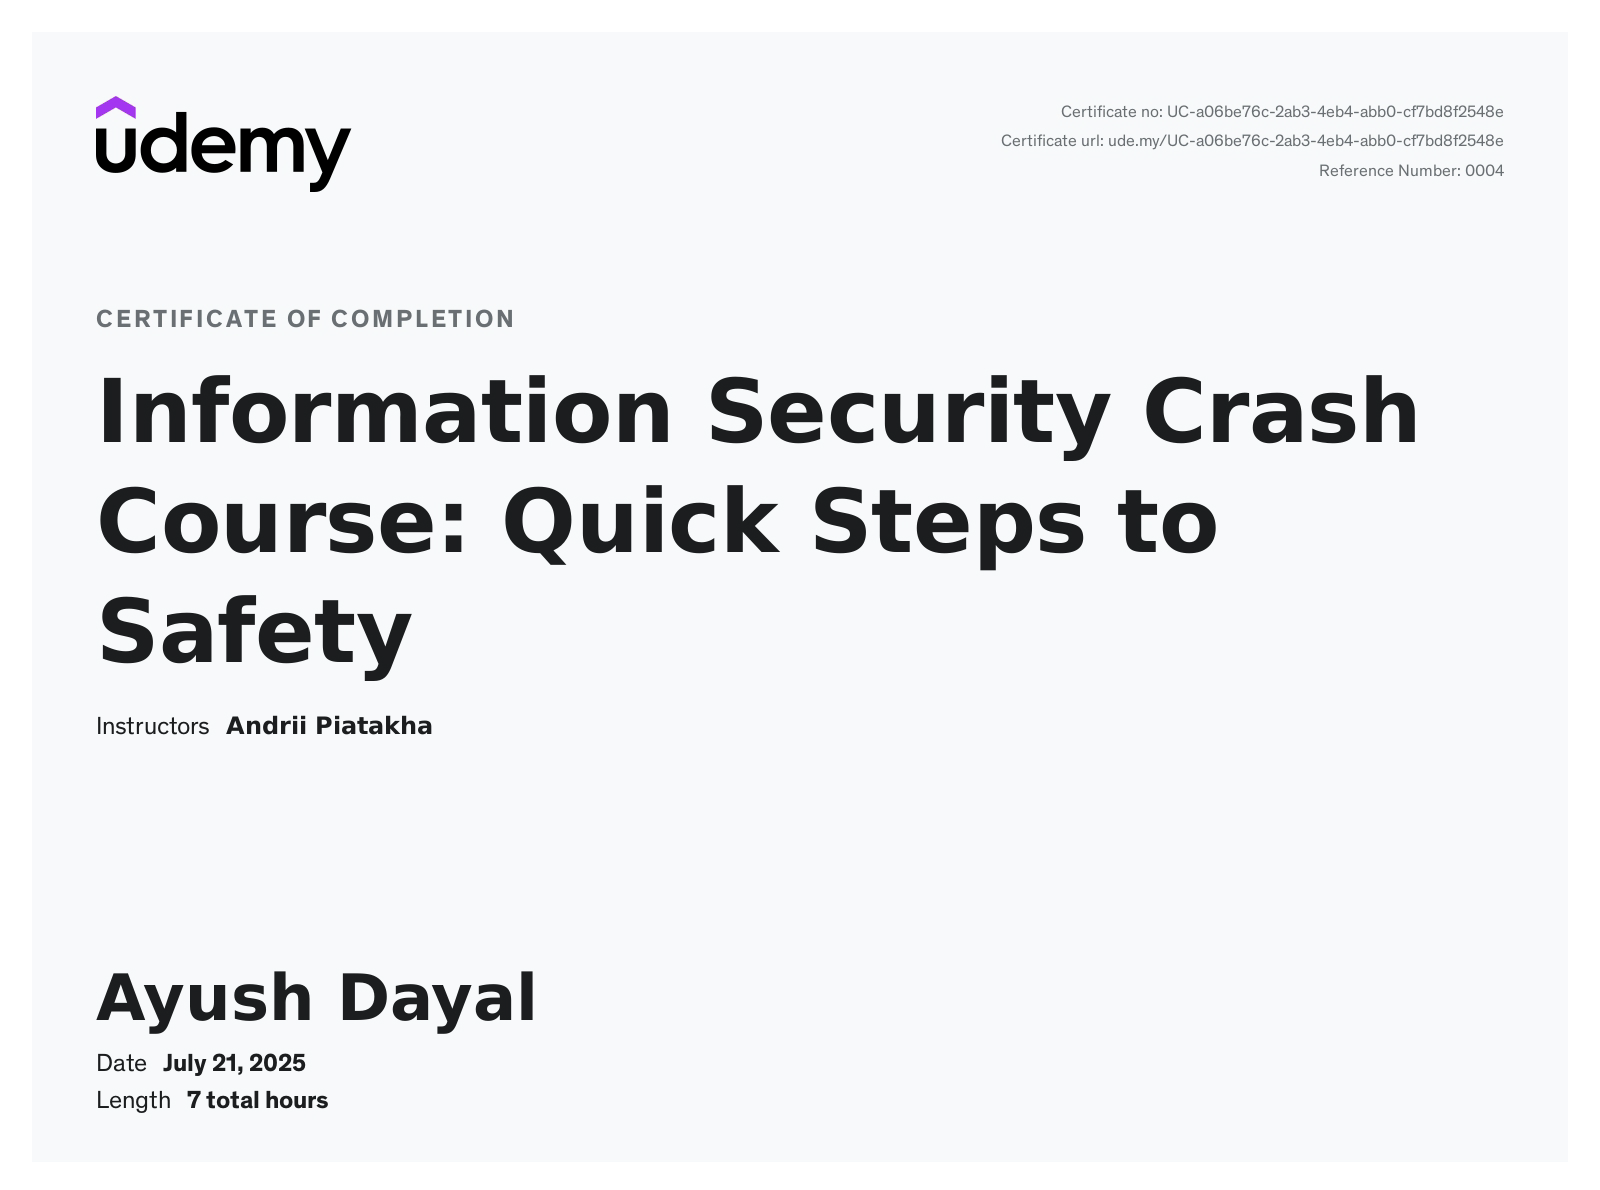 udemy
Certificate no: UC-a06be76c-2ab3-4eb4-abb0-cf7bd8f2548e
Certificate url: ude.my/UC-a06be76c-2ab3-4eb4-abb0-cf7bd8f2548e
Reference Number: 0004
CERTIFICATE OF COMPLETION
Information Security Crash
Course: Quick Steps to
Safety
Instructors Andrii Piatakha
Ayush Dayal
Date July 21, 2025
Length 7 total hours